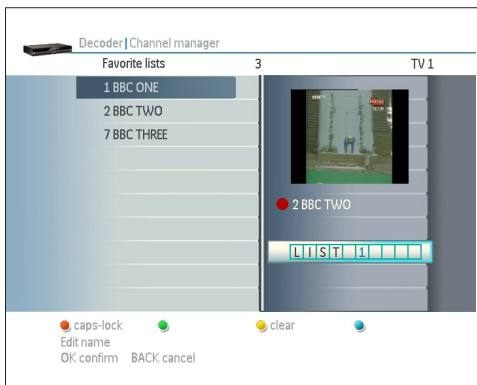 Decoder | Channel manager
Favorite lists 3 TV 1
1 BBC ONE
2 BBC TWO
7 BBC THREE
2 BBC TWO
LIST 1
caps-lock clear
Edit name
OK confirm BACK cancel